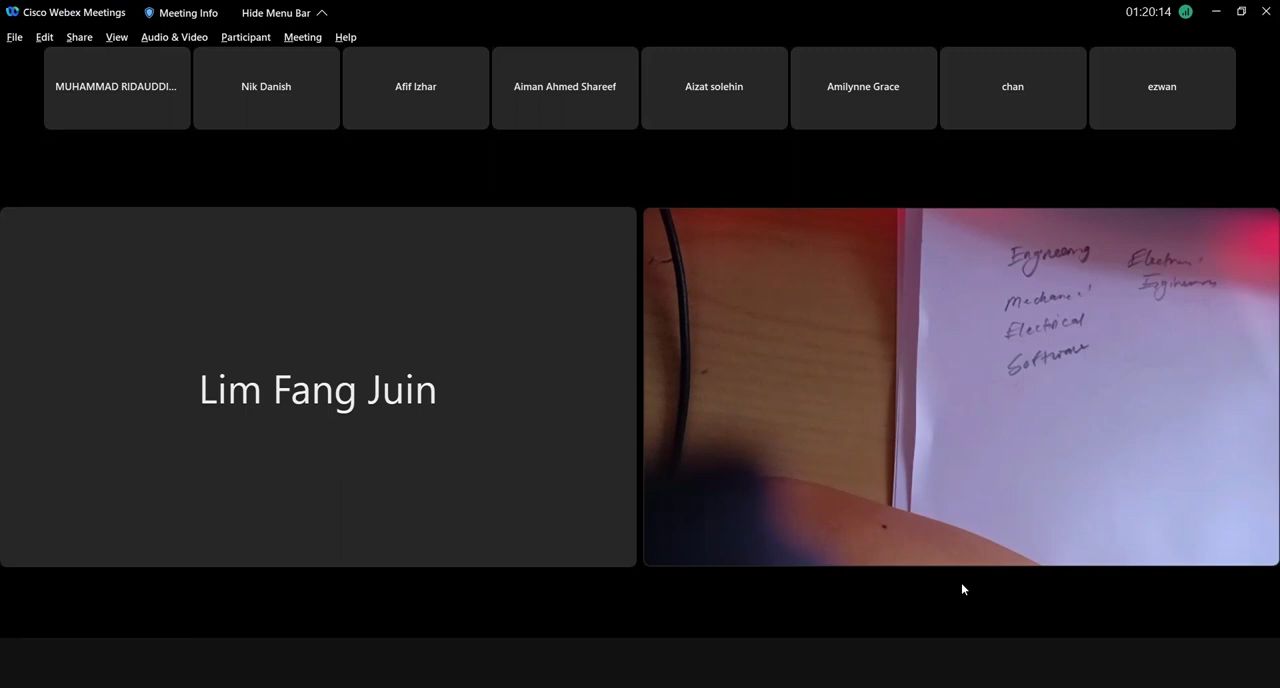 Cisco Webex Meetings Meeting Info Hide Menu Bar 01:20:14
File Edit Share View Audio & Video Participant Meeting Help
MUHAMMAD RIDAUDDI... Nik Danish Afif Izhar Aiman Ahmed Shareef Aizat solehin Amilynne Grace chan ezwan
Lim Fang Juin
Engineering
Mechanical
Electrical
Software
Engineering